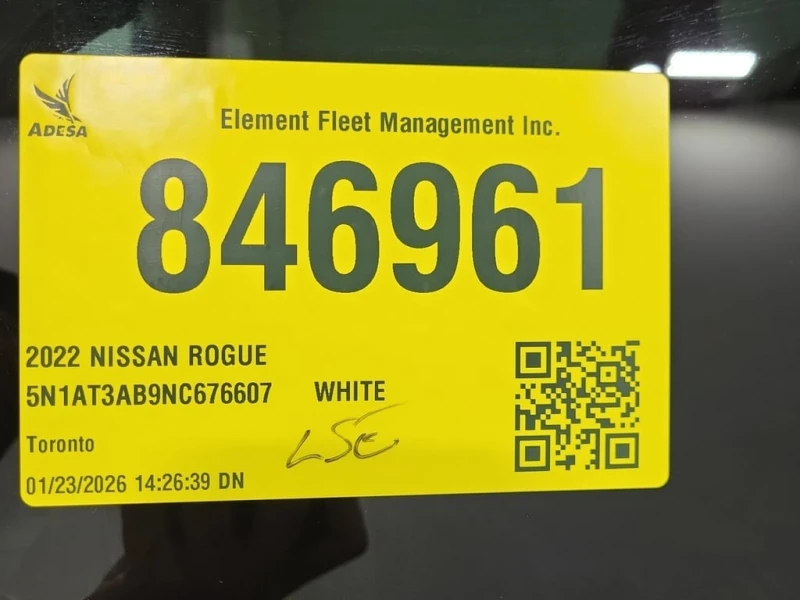 ADESA
Element Fleet Management Inc.
846961
2022 NISSAN ROGUE
5N1AT3AB9NC676607 WHITE
Toronto
LSE
01/23/2026 14:26:39 DN